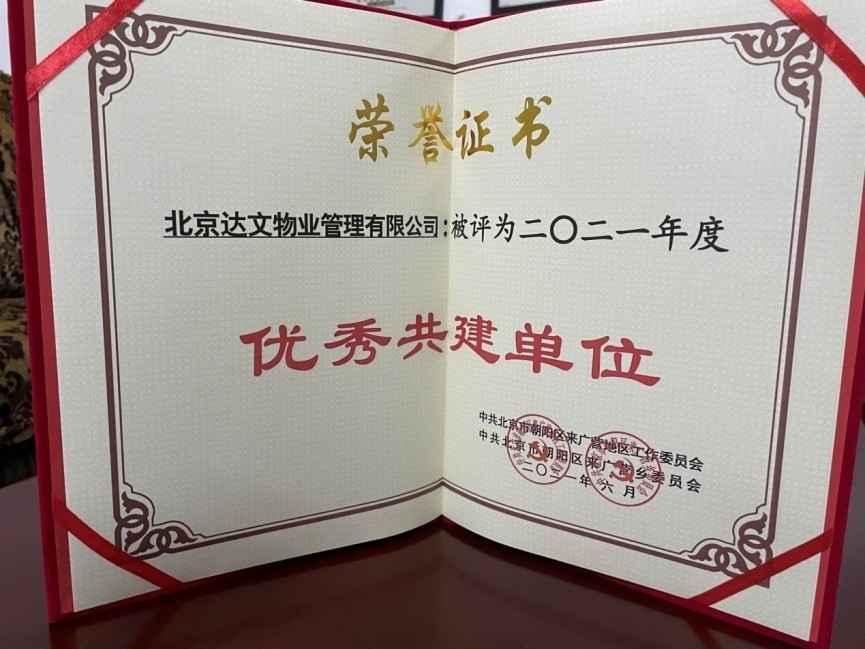 荣誉证书
北京达文物业管理有限公司:被评为二〇二一年度
优秀共建单位
中共北京市朝阳区来广营地区工作委员会
中共北京市朝阳区来广营乡委员会
二〇二一年六月